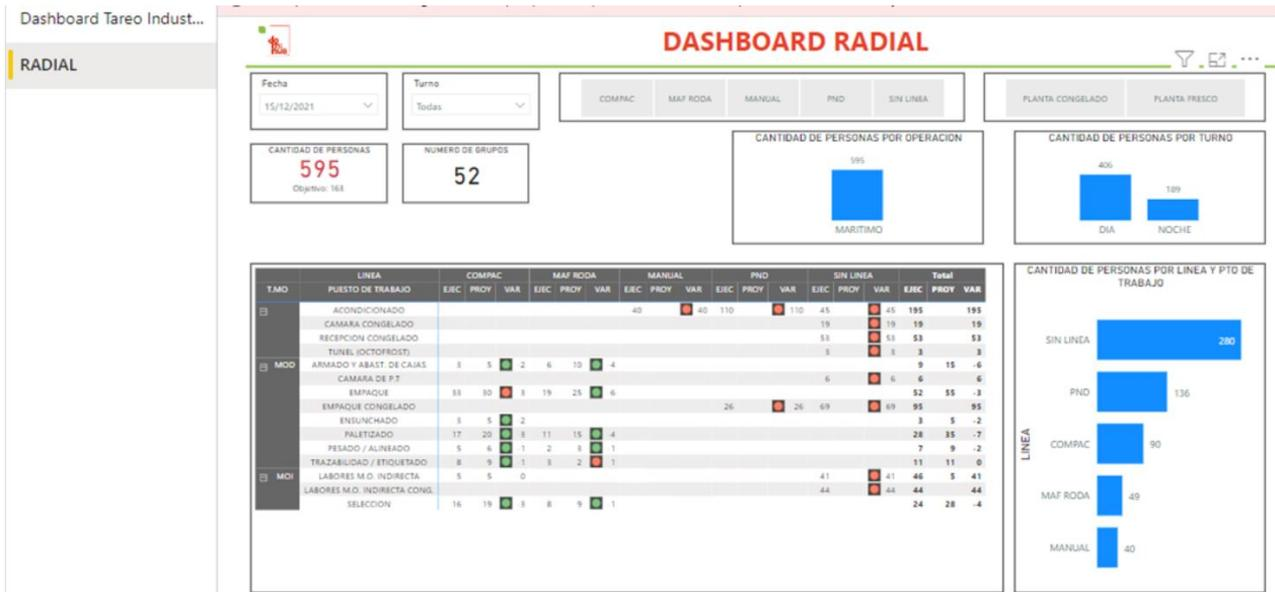 Dashboard Tareo Indust...
RADIAL
DASHBOARD RADIAL
Fecha
15/12/2021
Turno
Todas
COMPAC MAF RODA MANUAL PND SIN LINEA
PLANTA CONGELADO PLANTA FRESCO
CANTIDAD DE PERSONAS
595
Objetivo: 163
NUMERO DE GRUPOS
52
CANTIDAD DE PERSONAS POR OPERACION
595
MARITIMO
CANTIDAD DE PERSONAS POR TURNO
406
189
DIA NOCHE
LINEA COMPAC MAF RODA MANUAL PND SIN LINEA Total
T.MO PUESTO DE TRABAJO EJEC PROY VAR EJEC PROY VAR EJEC PROY VAR EJEC PROY VAR EJEC PROY VAR EJEC PROY VAR
ACONDICIONADO 40 40 110 110 45 45 195 195
CAMARA CONGELADO 19 19 19 19
RECEPCION CONGELADO 53 53 53 53
TUNEL (OCTOFROST) 3 3 3 3
MOD ARMADO Y ABAST. DE CAJAS 3 5 2 6 10 4 9 15 -6
CAMARA DE P.T 6 6 6 6
EMPAQUE 33 30 3 19 25 6 52 55 -3
EMPAQUE CONGELADO 26 26 69 69 95 95
ENSUNCHADO 3 5 2 3 5 -2
PALETIZADO 17 20 3 11 15 4 28 35 -7
PESADO / ALINEADO 5 6 1 2 3 1 7 9 -2
TRAZABILIDAD / ETIQUETADO 8 9 1 3 2 1 11 11 0
MOI LABORES M.O. INDIRECTA 5 5 0 41 41 46 5 41
LABORES M.O. INDIRECTA CONG. 44 44 44 44
SELECCION 16 19 3 8 9 1 24 28 -4
CANTIDAD DE PERSONAS POR LINEA Y PTO DE
TRABAJO
LINEA
SIN LINEA 280
PND 136
COMPAC 90
MAF RODA 49
MANUAL 40